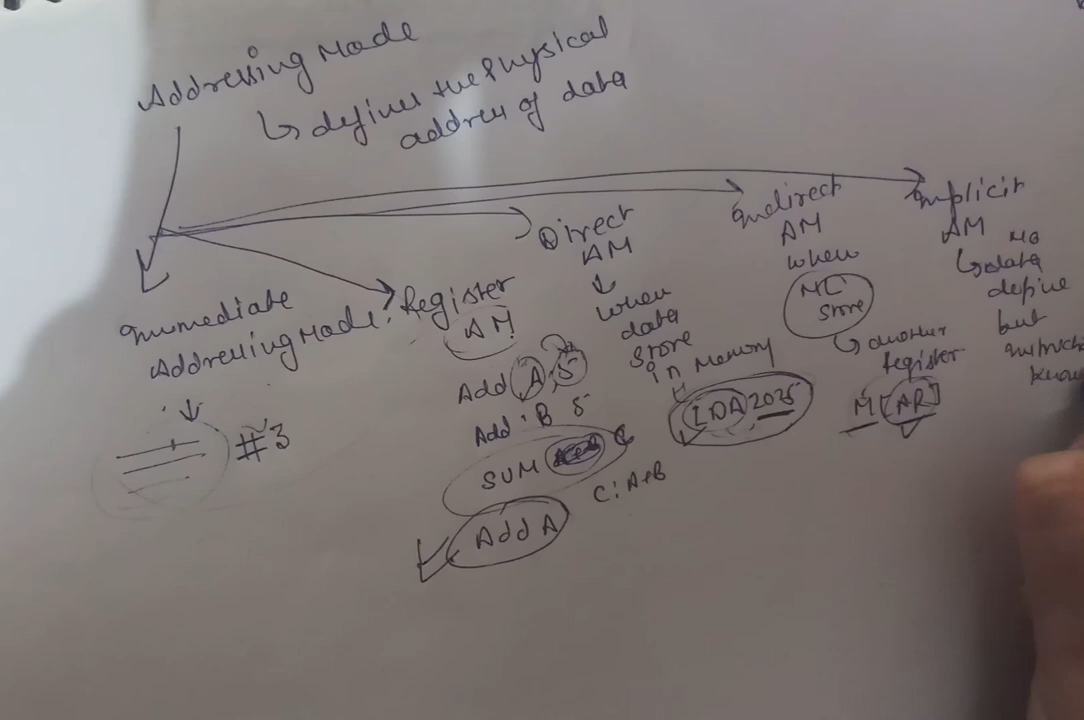 Addressing Mode
↳ defines the Physical
address of data
Immediate
Addressing Mode.
#3
Register
AM
Add A, 5
Add B 5
SUM C
C: A+B
Add A
Direct
AM
↓
when
data
store
in Memory
LDA 2025
Indirect
AM
when
store
↳ another
Register
M[AR]
Implicit
AM
↳ no
data
define
but